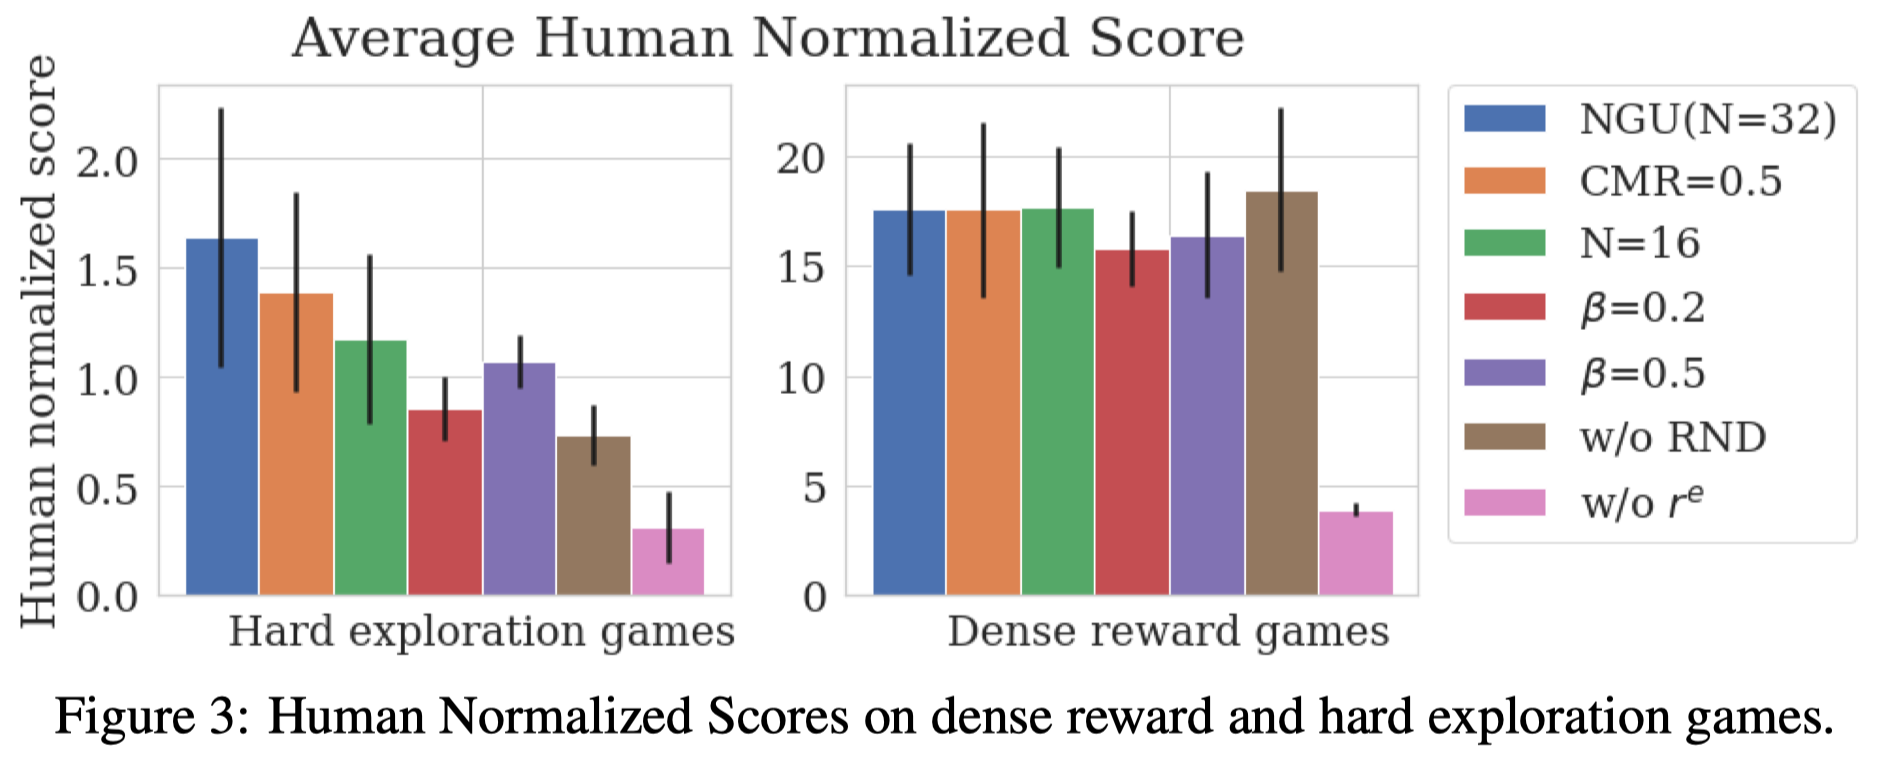 Average Human Normalized Score
Human normalized score
2.0
1.5
1.0
0.5
0.0
Hard exploration games
20
15
10
5
0
Dense reward games
NGU(N=32)
CMR=0.5
N=16
β=0.2
β=0.5
w/o RND
w/o rᵉ
Figure 3: Human Normalized Scores on dense reward and hard exploration games.